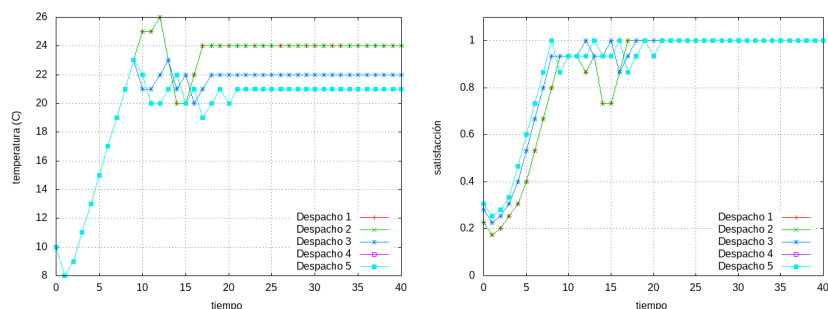 26
24
22
20
18
16
14
12
10
8
temperatura (C)
0 5 10 15 20 25 30 35 40
tiempo
Despacho 1
Despacho 2
Despacho 3
Despacho 4
Despacho 5
1
0.8
0.6
0.4
0.2
0
satisfacción
0 5 10 15 20 25 30 35 40
tiempo
Despacho 1
Despacho 2
Despacho 3
Despacho 4
Despacho 5